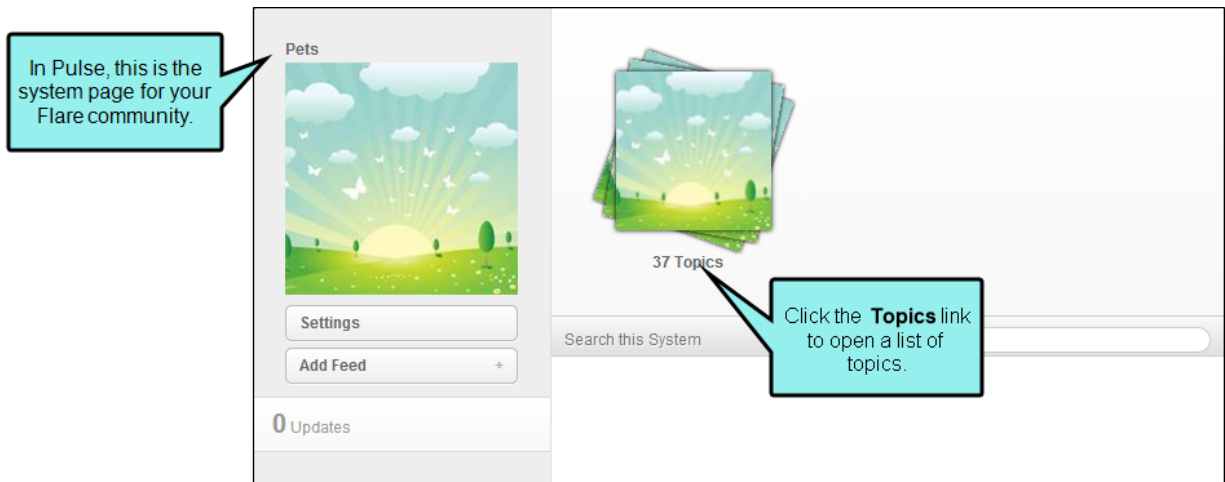 In Pulse, this is the
system page for your
Flare community.
Pets
Settings
Add Feed +
0 Updates
37 Topics
Search this System
Click the Topics link
to open a list of
topics.